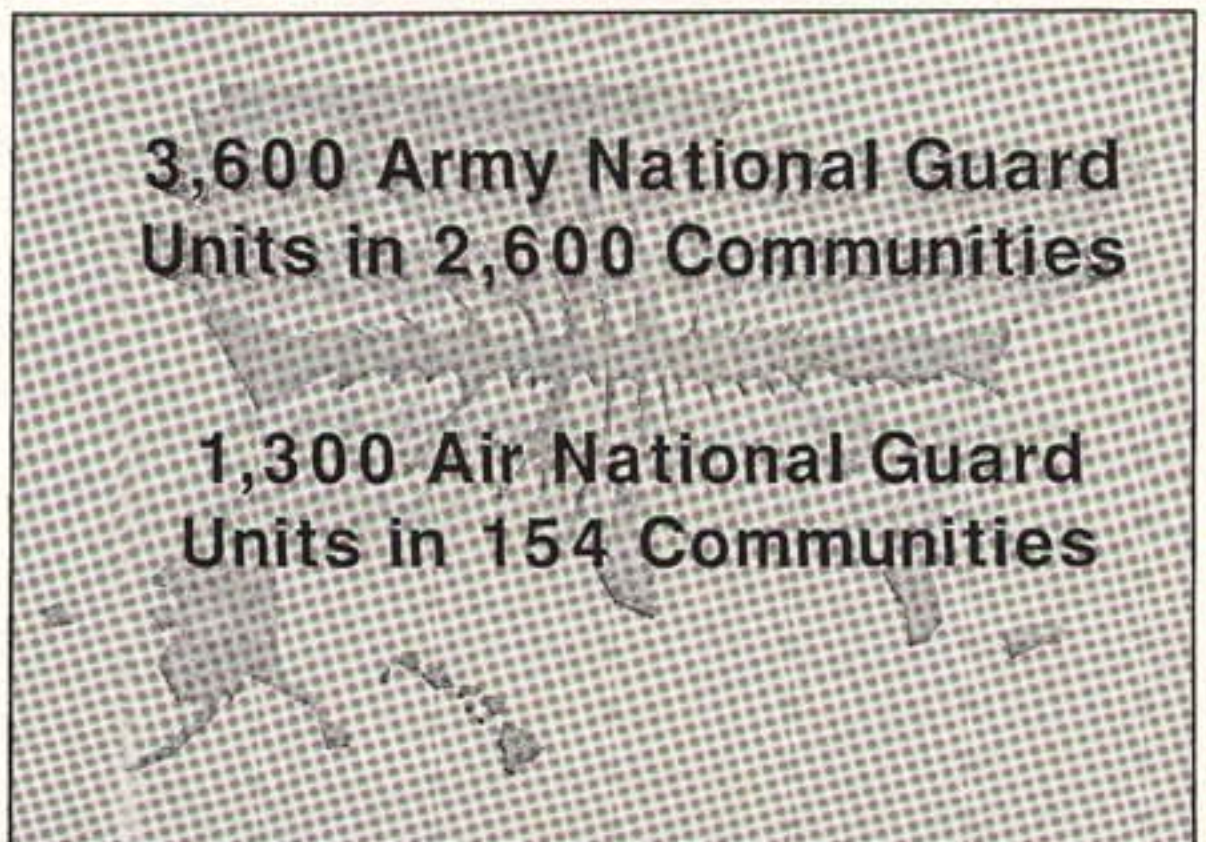 3,600 Army National Guard
Units in 2,600 Communities
1,300 Air National Guard
Units in 154 Communities